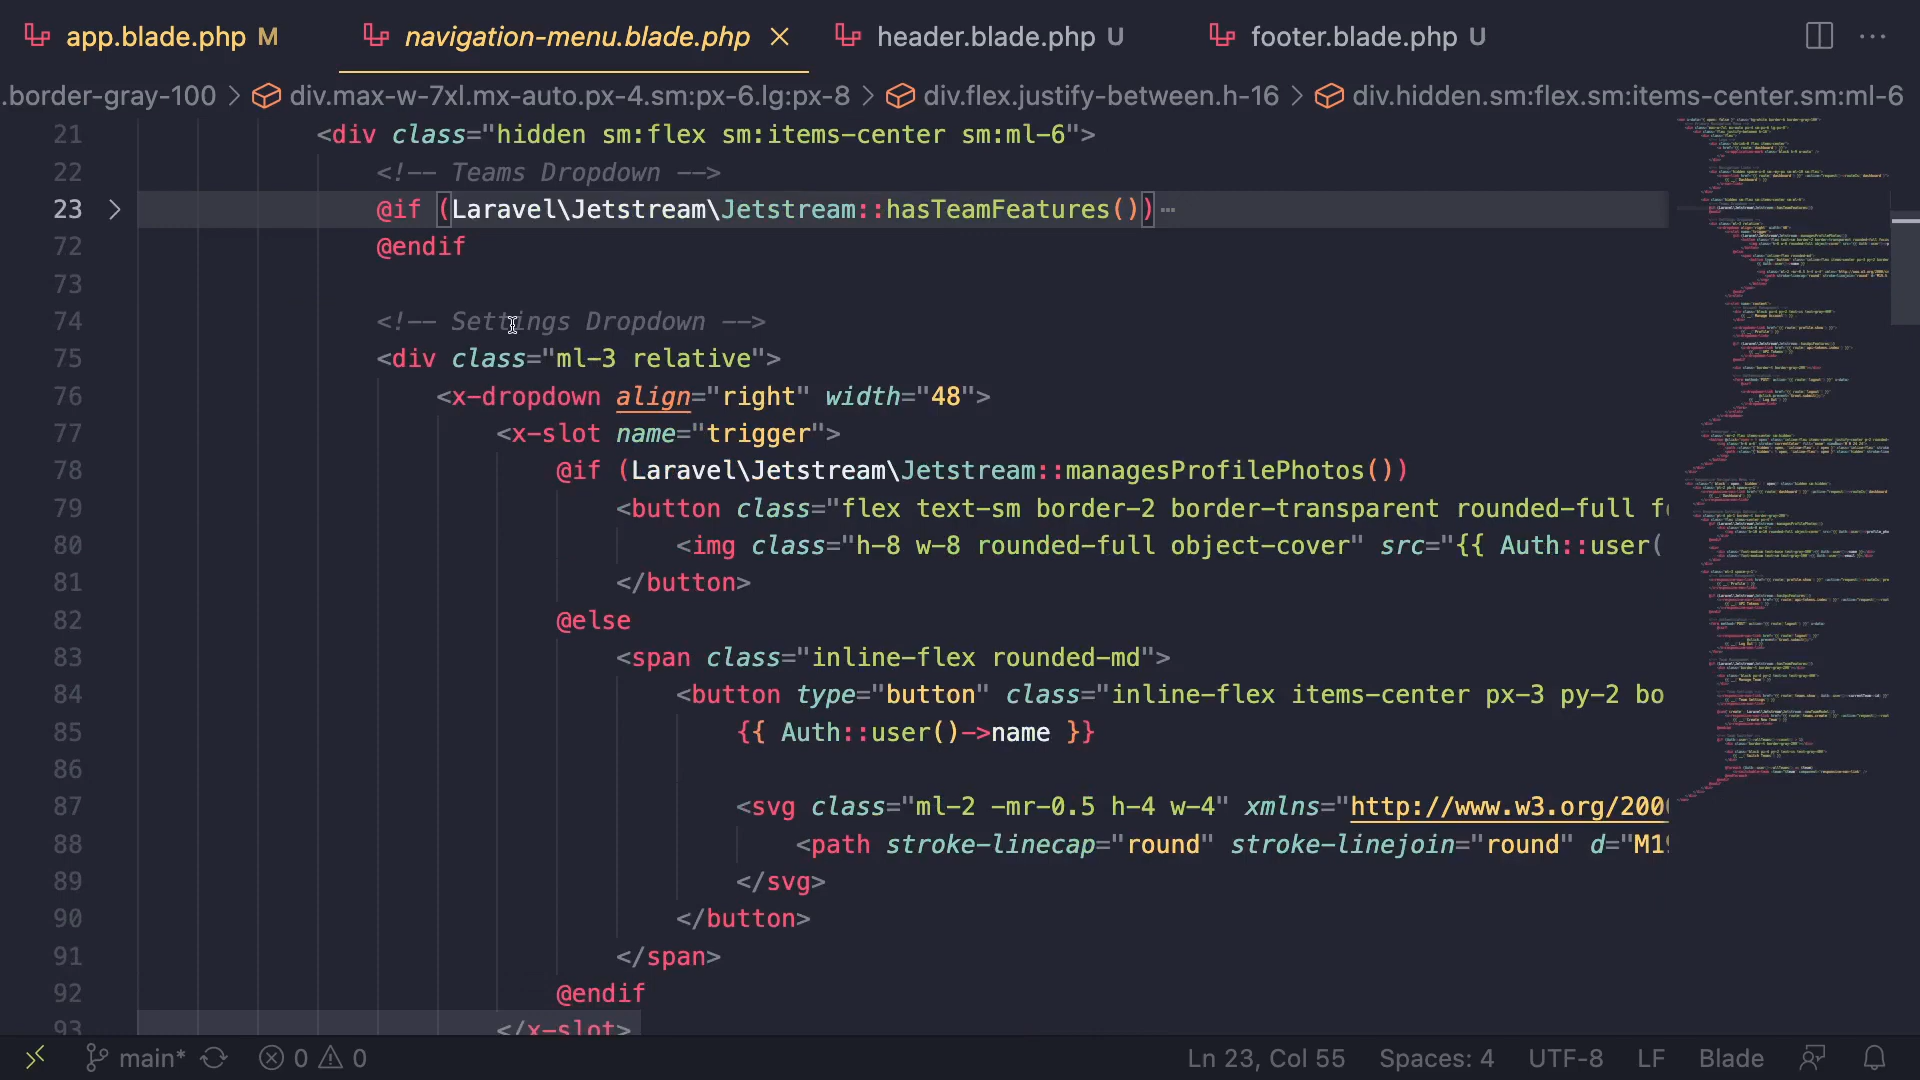 app.blade.php M
navigation-menu.blade.php
header.blade.php U
footer.blade.php U
.border-gray-100 > div.max-w-7xl.mx-auto.px-4.sm:px-6.lg:px-8 > div.flex.justify-between.h-16 > div.hidden.sm:flex.sm:items-center.sm:ml-6
21 <div class="hidden sm:flex sm:items-center sm:ml-6">
22 <!-- Teams Dropdown -->
23 @if (Laravel\Jetstream\Jetstream::hasTeamFeatures())
72 @endif
73
74 <!-- Settings Dropdown -->
75 <div class="ml-3 relative">
76 <x-dropdown align="right" width="48">
77 <x-slot name="trigger">
78 @if (Laravel\Jetstream\Jetstream::managesProfilePhotos())
79 <button class="flex text-sm border-2 border-transparent rounded-full
80 <img class="h-8 w-8 rounded-full object-cover" src="{{ Auth::user(
81 </button>
82 @else
83 <span class="inline-flex rounded-md">
84 <button type="button" class="inline-flex items-center px-3 py-2 bo
85 {{ Auth::user()->name }}
86
87 <svg class="ml-2 -mr-0.5 h-4 w-4" xmlns="http://www.w3.org/200
88 <path stroke-linecap="round" stroke-linejoin="round" d="M1
89 </svg>
90 </button>
91 </span>
92 @endif
93 </x-slot>
main* 0 0 Ln 23, Col 55 Spaces: 4 UTF-8 LF Blade